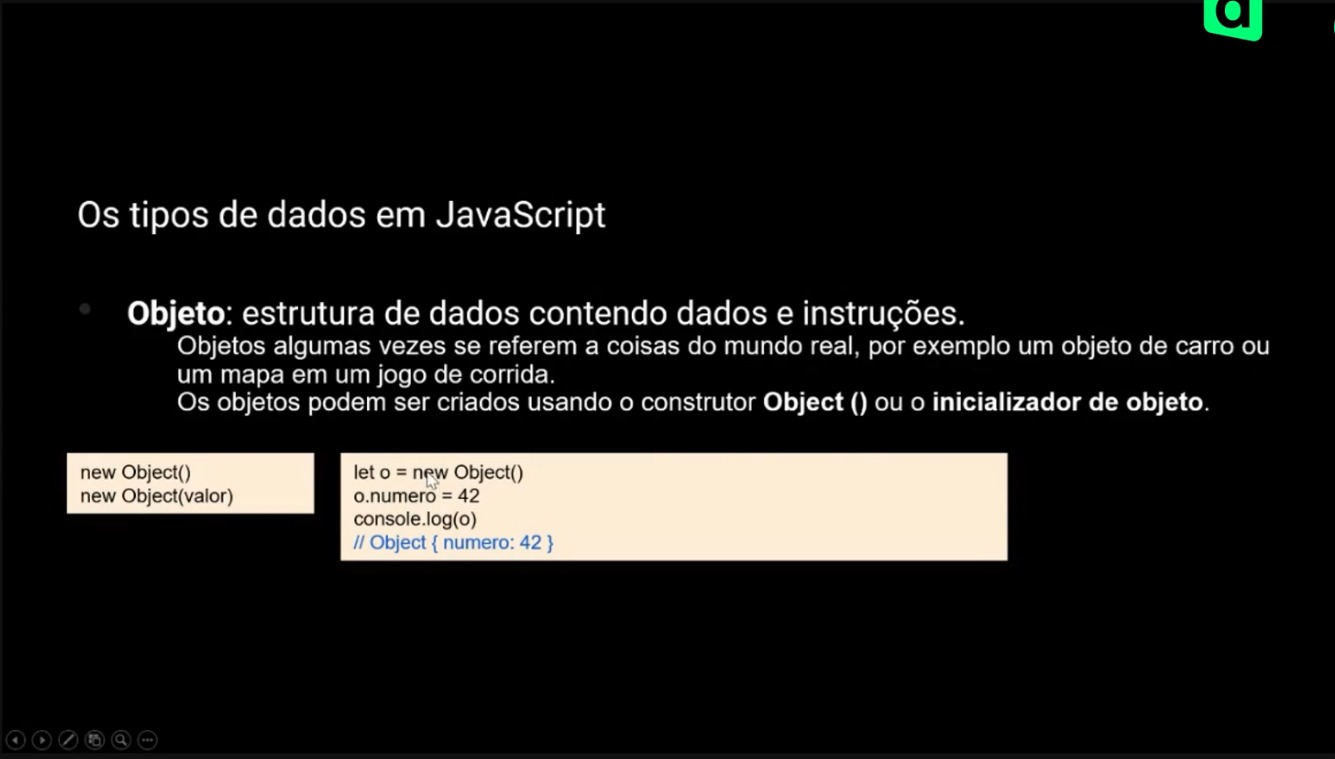 Os tipos de dados em JavaScript
Objeto: estrutura de dados contendo dados e instruções.
Objetos algumas vezes se referem a coisas do mundo real, por exemplo um objeto de carro ou
um mapa em um jogo de corrida.
Os objetos podem ser criados usando o construtor Object () ou o inicializador de objeto.
new Object()
new Object(valor)
let o = new Object()
o.numero = 42
console.log(o)
// Object { numero: 42 }